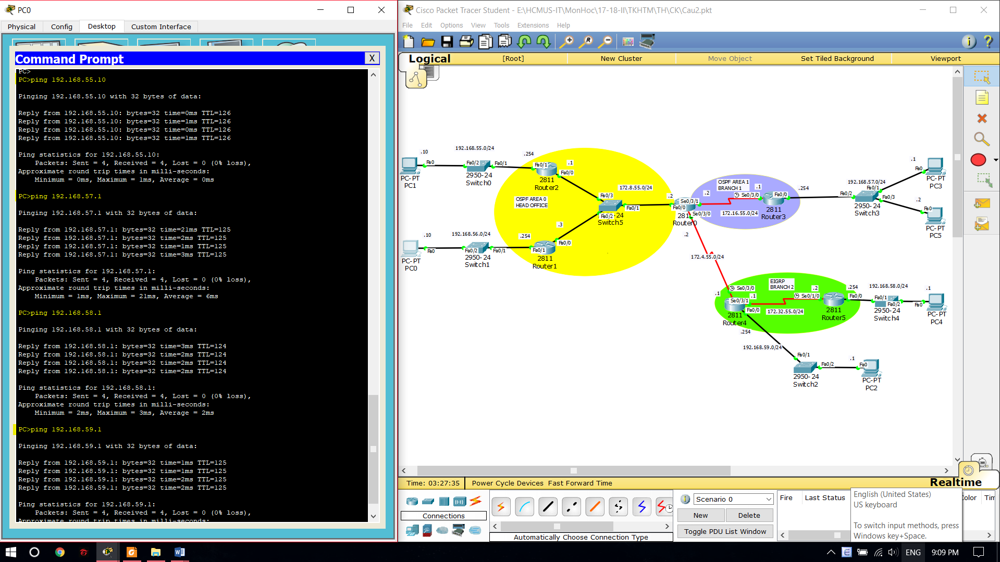 PC0
Physical
Config
Desktop
Custom Interface
Command Prompt
X
PC>
PC>ping 192.168.55.10
Pinging 192.168.55.10 with 32 bytes of data:
Reply from 192.168.55.10: bytes=32 time=0ms TTL=126
Reply from 192.168.55.10: bytes=32 time=1ms TTL=126
Reply from 192.168.55.10: bytes=32 time=0ms TTL=126
Reply from 192.168.55.10: bytes=32 time=1ms TTL=126
Ping statistics for 192.168.55.10:
Packets: Sent = 4, Received = 4, Lost = 0 (0% loss),
Approximate round trip times in milli-seconds:
Minimum = 0ms, Maximum = 1ms, Average = 0ms
PC>ping 192.168.57.1
Pinging 192.168.57.1 with 32 bytes of data:
Reply from 192.168.57.1: bytes=32 time=21ms TTL=125
Reply from 192.168.57.1: bytes=32 time=2ms TTL=125
Reply from 192.168.57.1: bytes=32 time=1ms TTL=125
Reply from 192.168.57.1: bytes=32 time=3ms TTL=125
Ping statistics for 192.168.57.1:
Packets: Sent = 4, Received = 4, Lost = 0 (0% loss),
Approximate round trip times in milli-seconds:
Minimum = 1ms, Maximum = 21ms, Average = 6ms
PC>ping 192.168.58.1
Pinging 192.168.58.1 with 32 bytes of data:
Reply from 192.168.58.1: bytes=32 time=3ms TTL=124
Reply from 192.168.58.1: bytes=32 time=2ms TTL=124
Reply from 192.168.58.1: bytes=32 time=2ms TTL=124
Reply from 192.168.58.1: bytes=32 time=2ms TTL=124
Ping statistics for 192.168.58.1:
Packets: Sent = 4, Received = 4, Lost = 0 (0% loss),
Approximate round trip times in milli-seconds:
Minimum = 2ms, Maximum = 3ms, Average = 2ms
PC>ping 192.168.59.1
Pinging 192.168.59.1 with 32 bytes of data:
Reply from 192.168.59.1: bytes=32 time=1ms TTL=125
Reply from 192.168.59.1: bytes=32 time=1ms TTL=125
Reply from 192.168.59.1: bytes=32 time=2ms TTL=125
Reply from 192.168.59.1: bytes=32 time=2ms TTL=125
Ping statistics for 192.168.59.1:
Packets: Sent = 4, Received = 4, Lost = 0 (0% loss),
Approximate round trip times in milli-seconds:
Cisco Packet Tracer Student - E:\HCMUS-IT\MonHoc\17-18-II\TKHTM\TH\CK\Cau2.pkt
File Edit Options View Tools Extensions Help
Logical
[Root]
New Cluster
Move Object
Set Tiled Background
Viewport
.10
192.168.55.0/24
.254
.1
Fa0
Fa0/2
Fa0/1
Fa0/1
Fa0/0
PC-PT
PC1
2950-24
Switch0
2811
Router2
OSPF AREA 0
HEAD OFFICE
172.8.55.0/24
Fa0/3
Fa0/2
Fa0/1
-24
Switch5
.2
Fa0/0
Se0/3/1
Se0/3/0
281
Router0
.2
OSPF AREA 1
BRANCH 1
.2
.1
Se0/3/0
Fa0/0
172.16.55.0/24
2811
Router3
.254
192.168.57.0/24
Fa0/2
Fa0/1
Fa0/3
2950-24
Switch3
.1
Fa0
PC-PT
PC3
.2
Fa0
PC-PT
PC5
.10
192.168.56.0/24
.254
.3
Fa0
Fa0/2
Fa0/1
Fa0/1
Fa0/0
PC-PT
PC0
2950-24
Switch1
2811
Router1
172.4.55.0/24
EIGRP
BRANCH 2
.1
Se0/3/0
.1
Se0/3/1
Fa0/0
2811
Router4
.254
172.32.55.0/24
.2
Se0/1/0
.254
Fa0/0
2811
Router5
192.168.58.0/24
Fa0/1
Fa0/2
2950-24
Switch4
.1
Fa0
PC-PT
PC4
192.168.59.0/24
Fa0/1
Fa0/2
2950-24
Switch2
.1
Fa0
PC-PT
PC2
Time: 03:27:35
Power Cycle Devices Fast Forward Time
Realtime
Connections
Automatically Choose Connection Type
Scenario 0
New
Delete
Toggle PDU List Window
Fire
Last Status
Color
Tim
English (United States)
US keyboard
To switch input methods, press
Windows key+Space.
ENG
9:09 PM